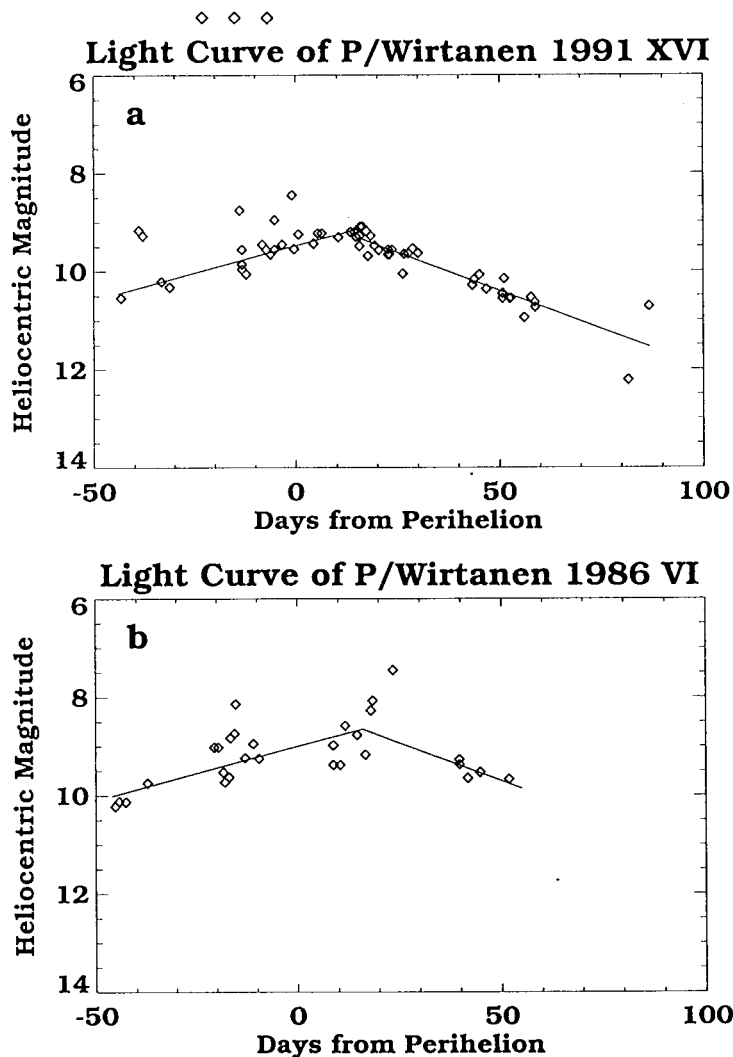 Light Curve of P/Wirtanen 1991 XVI
a
Heliocentric Magnitude
6
8
10
12
14
-50
0
50
100
Days from Perihelion
Light Curve of P/Wirtanen 1986 VI
b
Heliocentric Magnitude
6
8
10
12
14
-50
0
50
100
Days from Perihelion